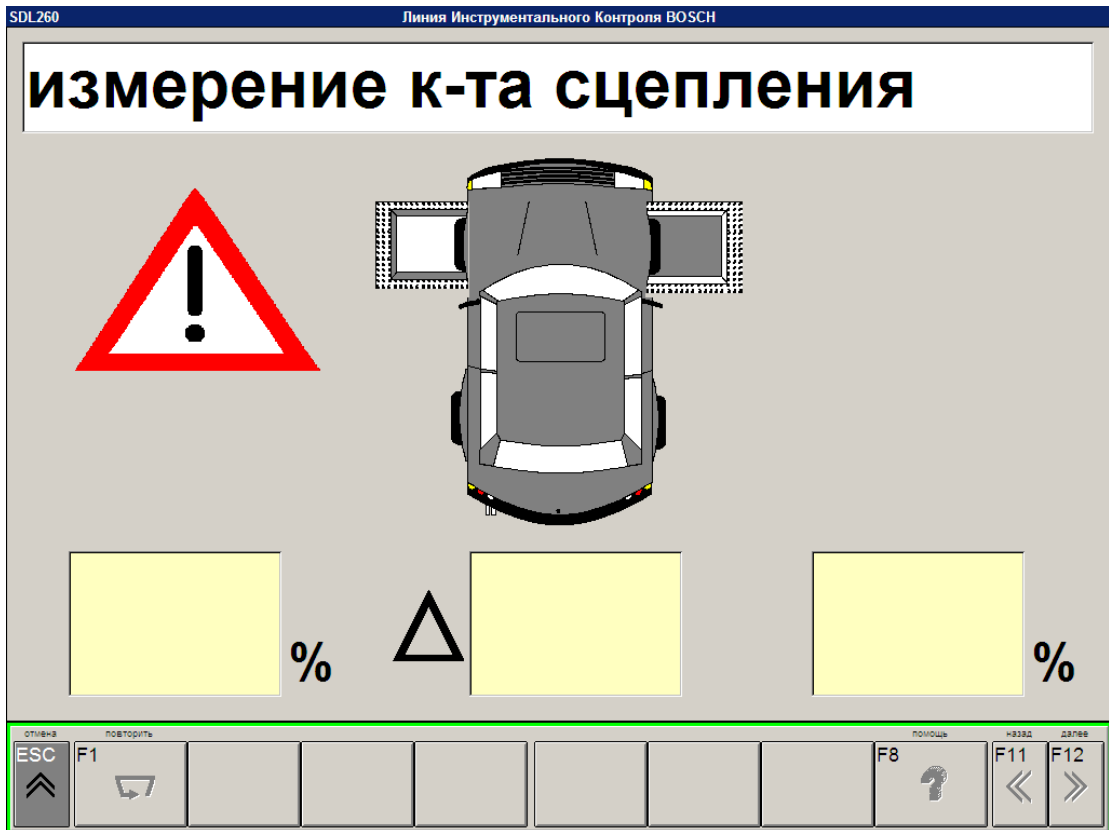 SDL260 Линия Инструментального Контроля BOSCH
измерение к-та сцепления
% Δ %
отмена повторить помощь назад далее
ESC F1 F8 F11 F12